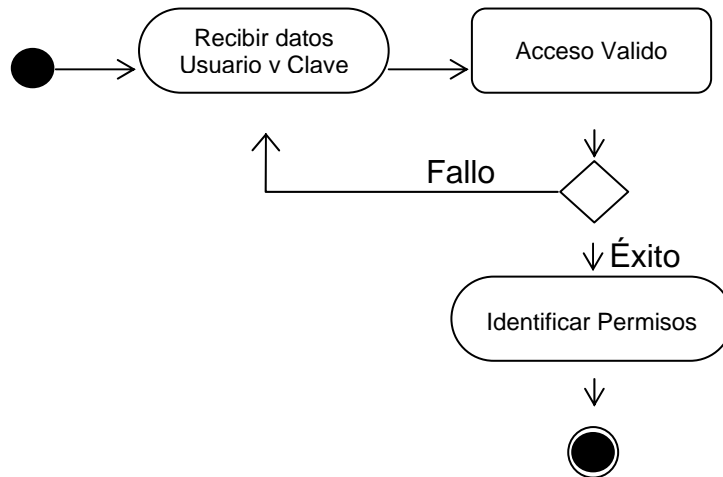 Recibir datos
Usuario v Clave
Acceso Valido
Fallo
Éxito
Identificar Permisos